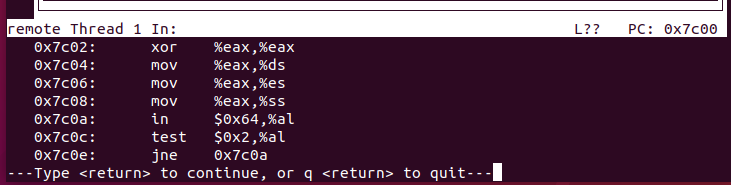 remote Thread 1 In: L?? PC: 0x7c00
0x7c02: xor %eax,%eax
0x7c04: mov %eax,%ds
0x7c06: mov %eax,%es
0x7c08: mov %eax,%ss
0x7c0a: in $0x64,%al
0x7c0c: test $0x2,%al
0x7c0e: jne 0x7c0a
---Type <return> to continue, or q <return> to quit---